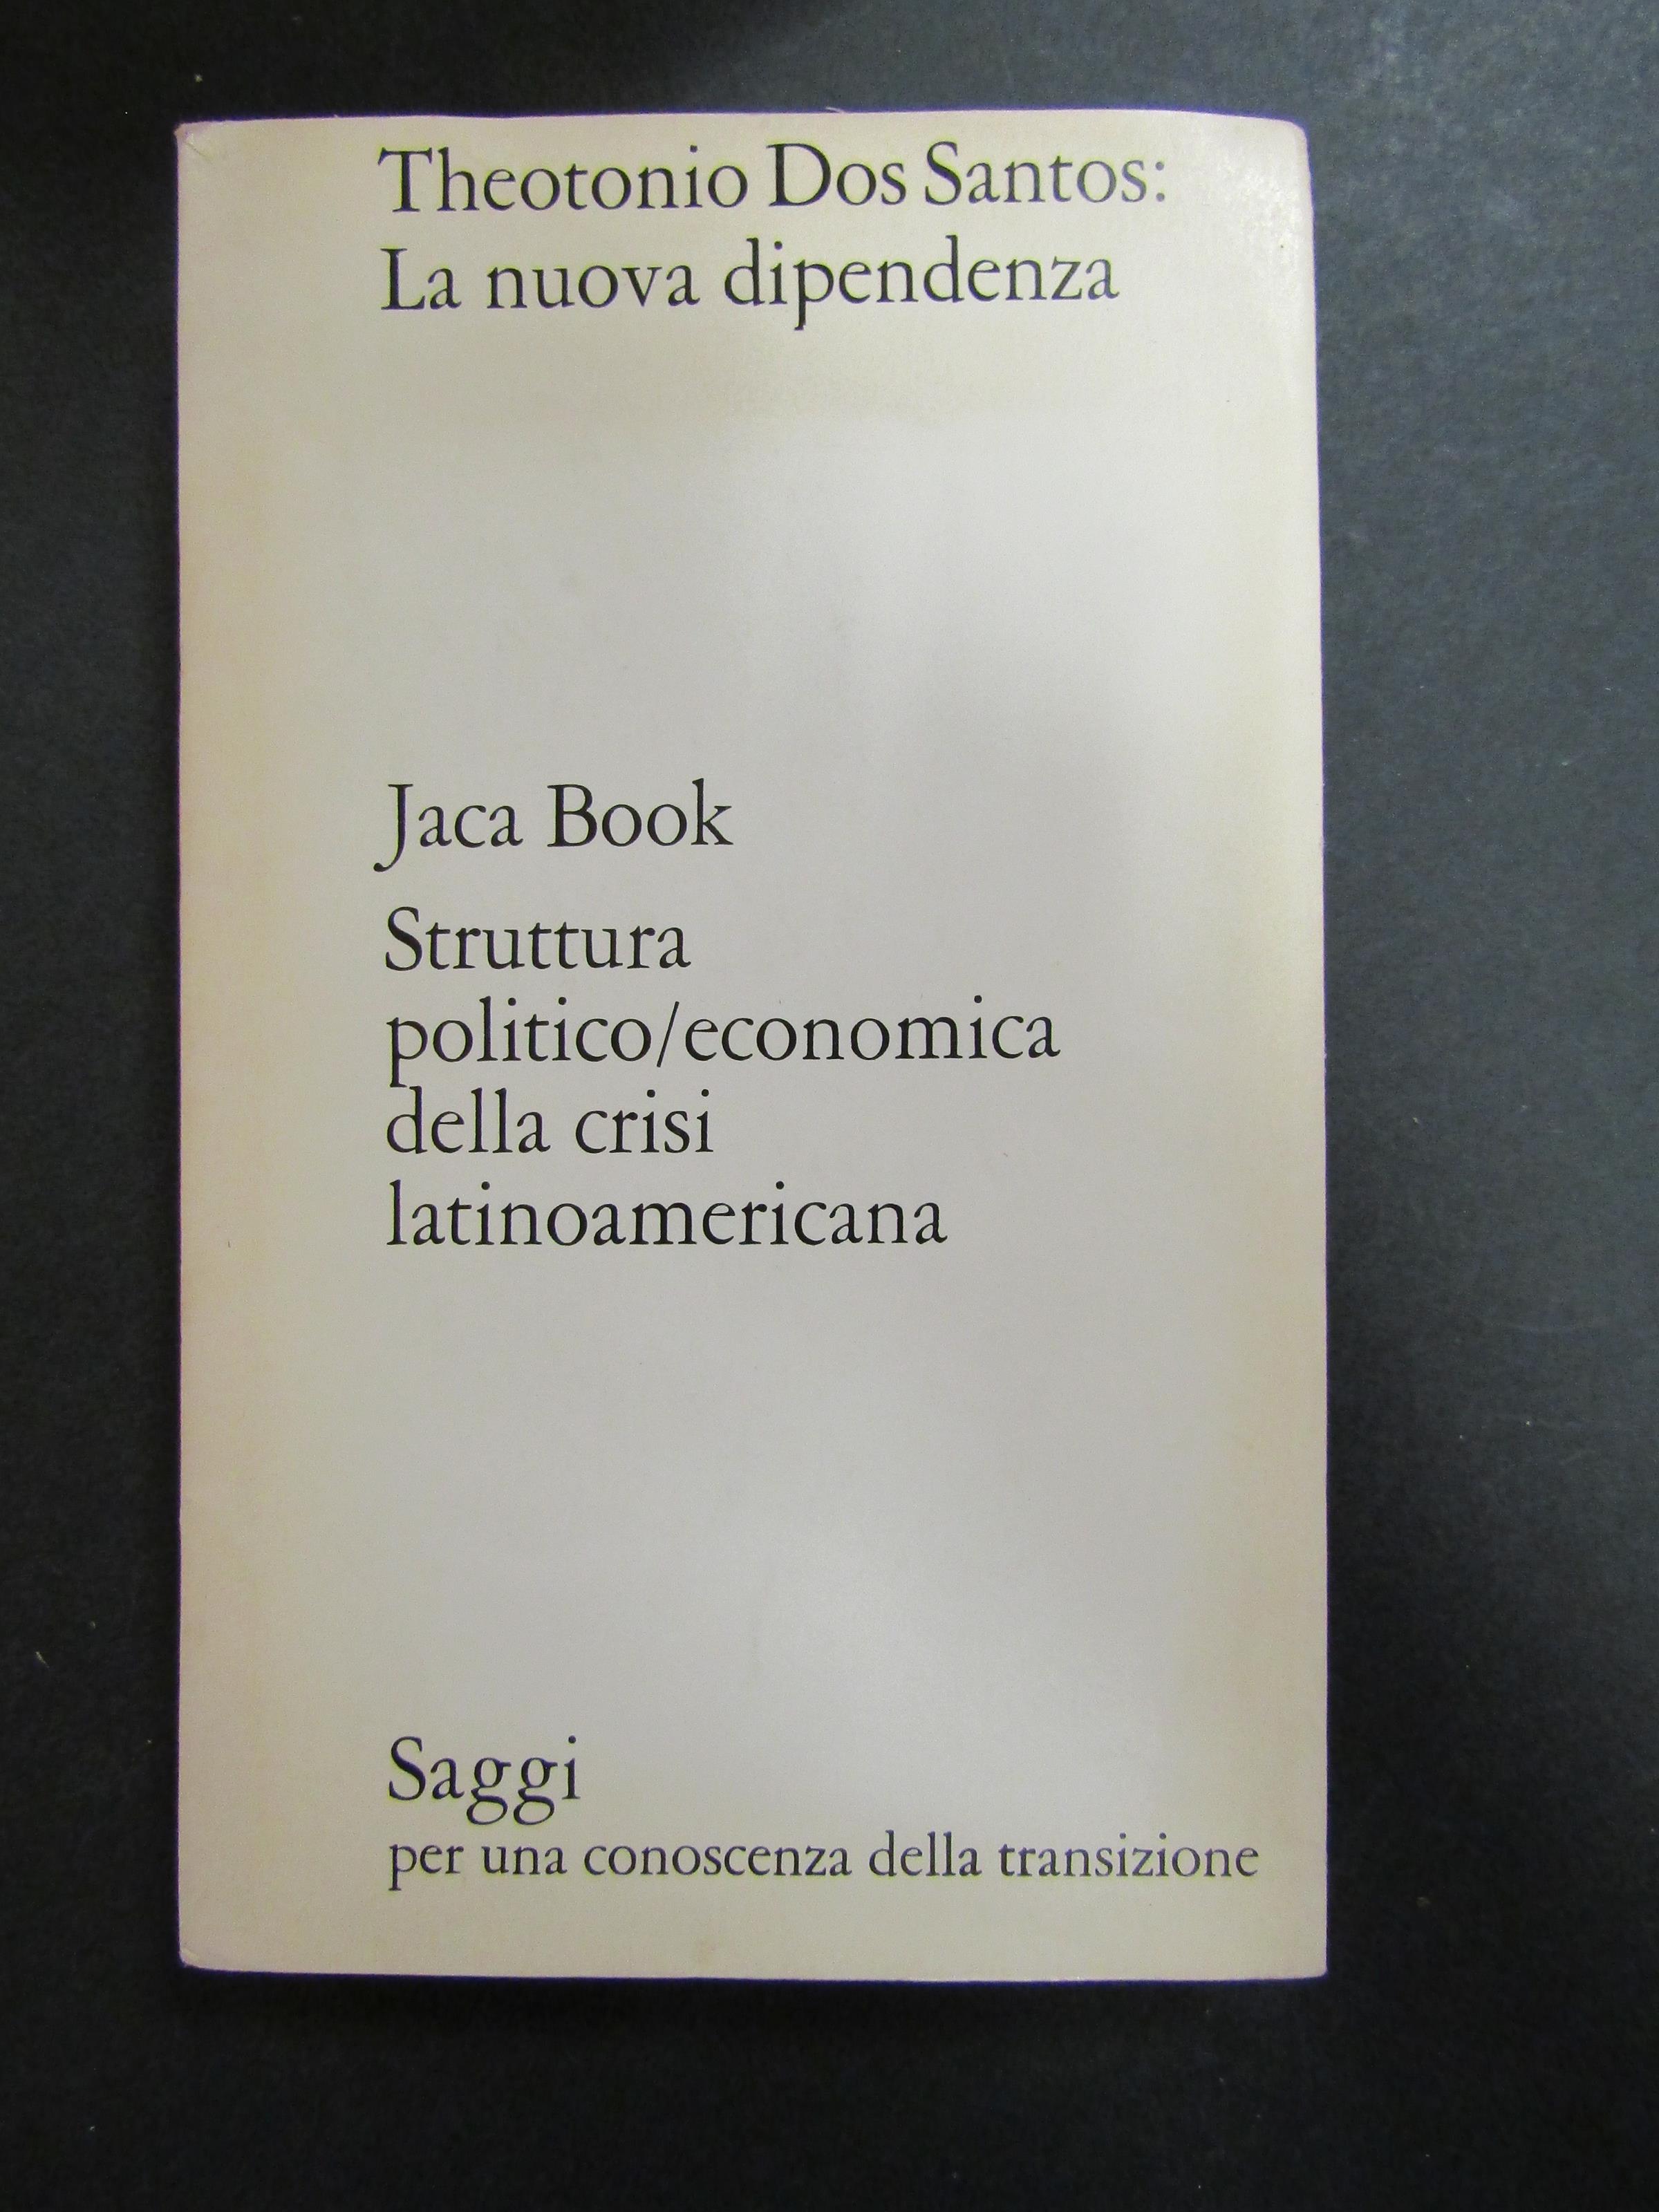 Theotonio Dos Santos:
La nuova dipendenza
Jaca Book
Struttura
politico/economica
della crisi
latinoamericana
Saggi
per una conoscenza della transizione